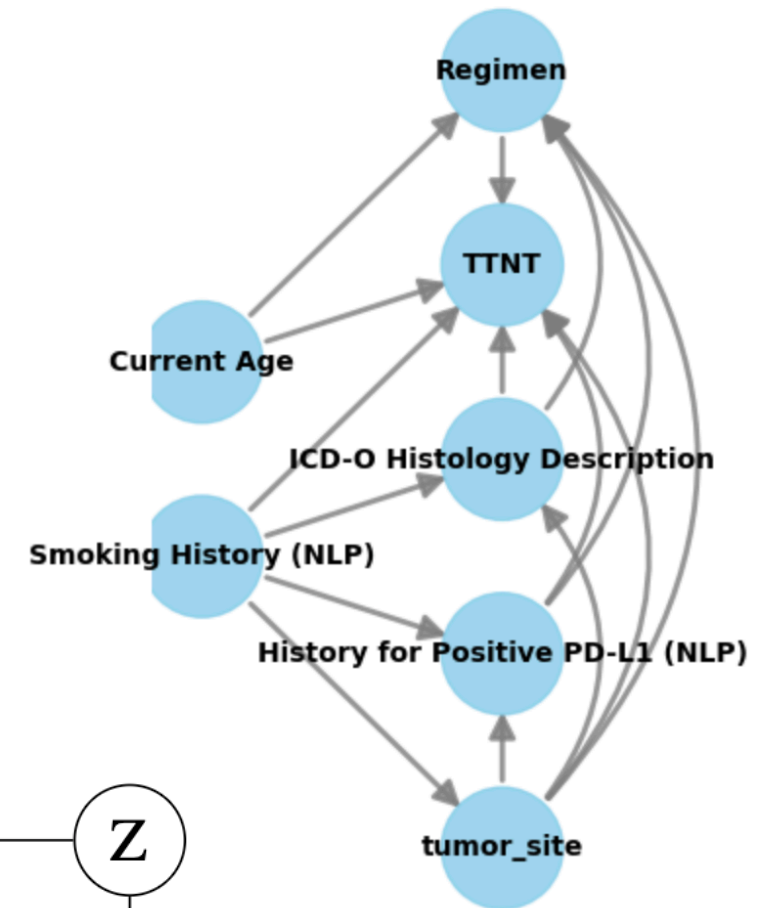 Regimen
TTNT
Current Age
ICD-O Histology Description
Smoking History (NLP)
History for Positive PD-L1 (NLP)
Z
tumor_site